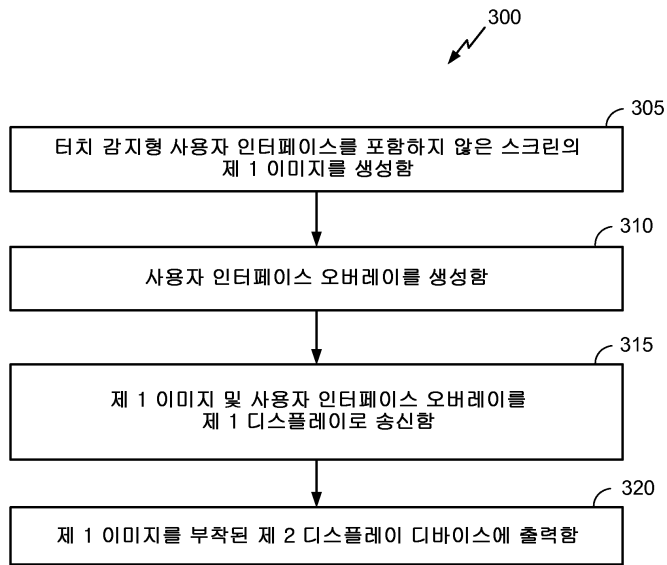 300
305
터치 감지형 사용자 인터페이스를 포함하지 않은 스크린의
제 1 이미지를 생성함
310
사용자 인터페이스 오버레이를 생성함
315
제 1 이미지 및 사용자 인터페이스 오버레이를
제 1 디스플레이로 송신함
320
제 1 이미지를 부착된 제 2 디스플레이 디바이스에 출력함